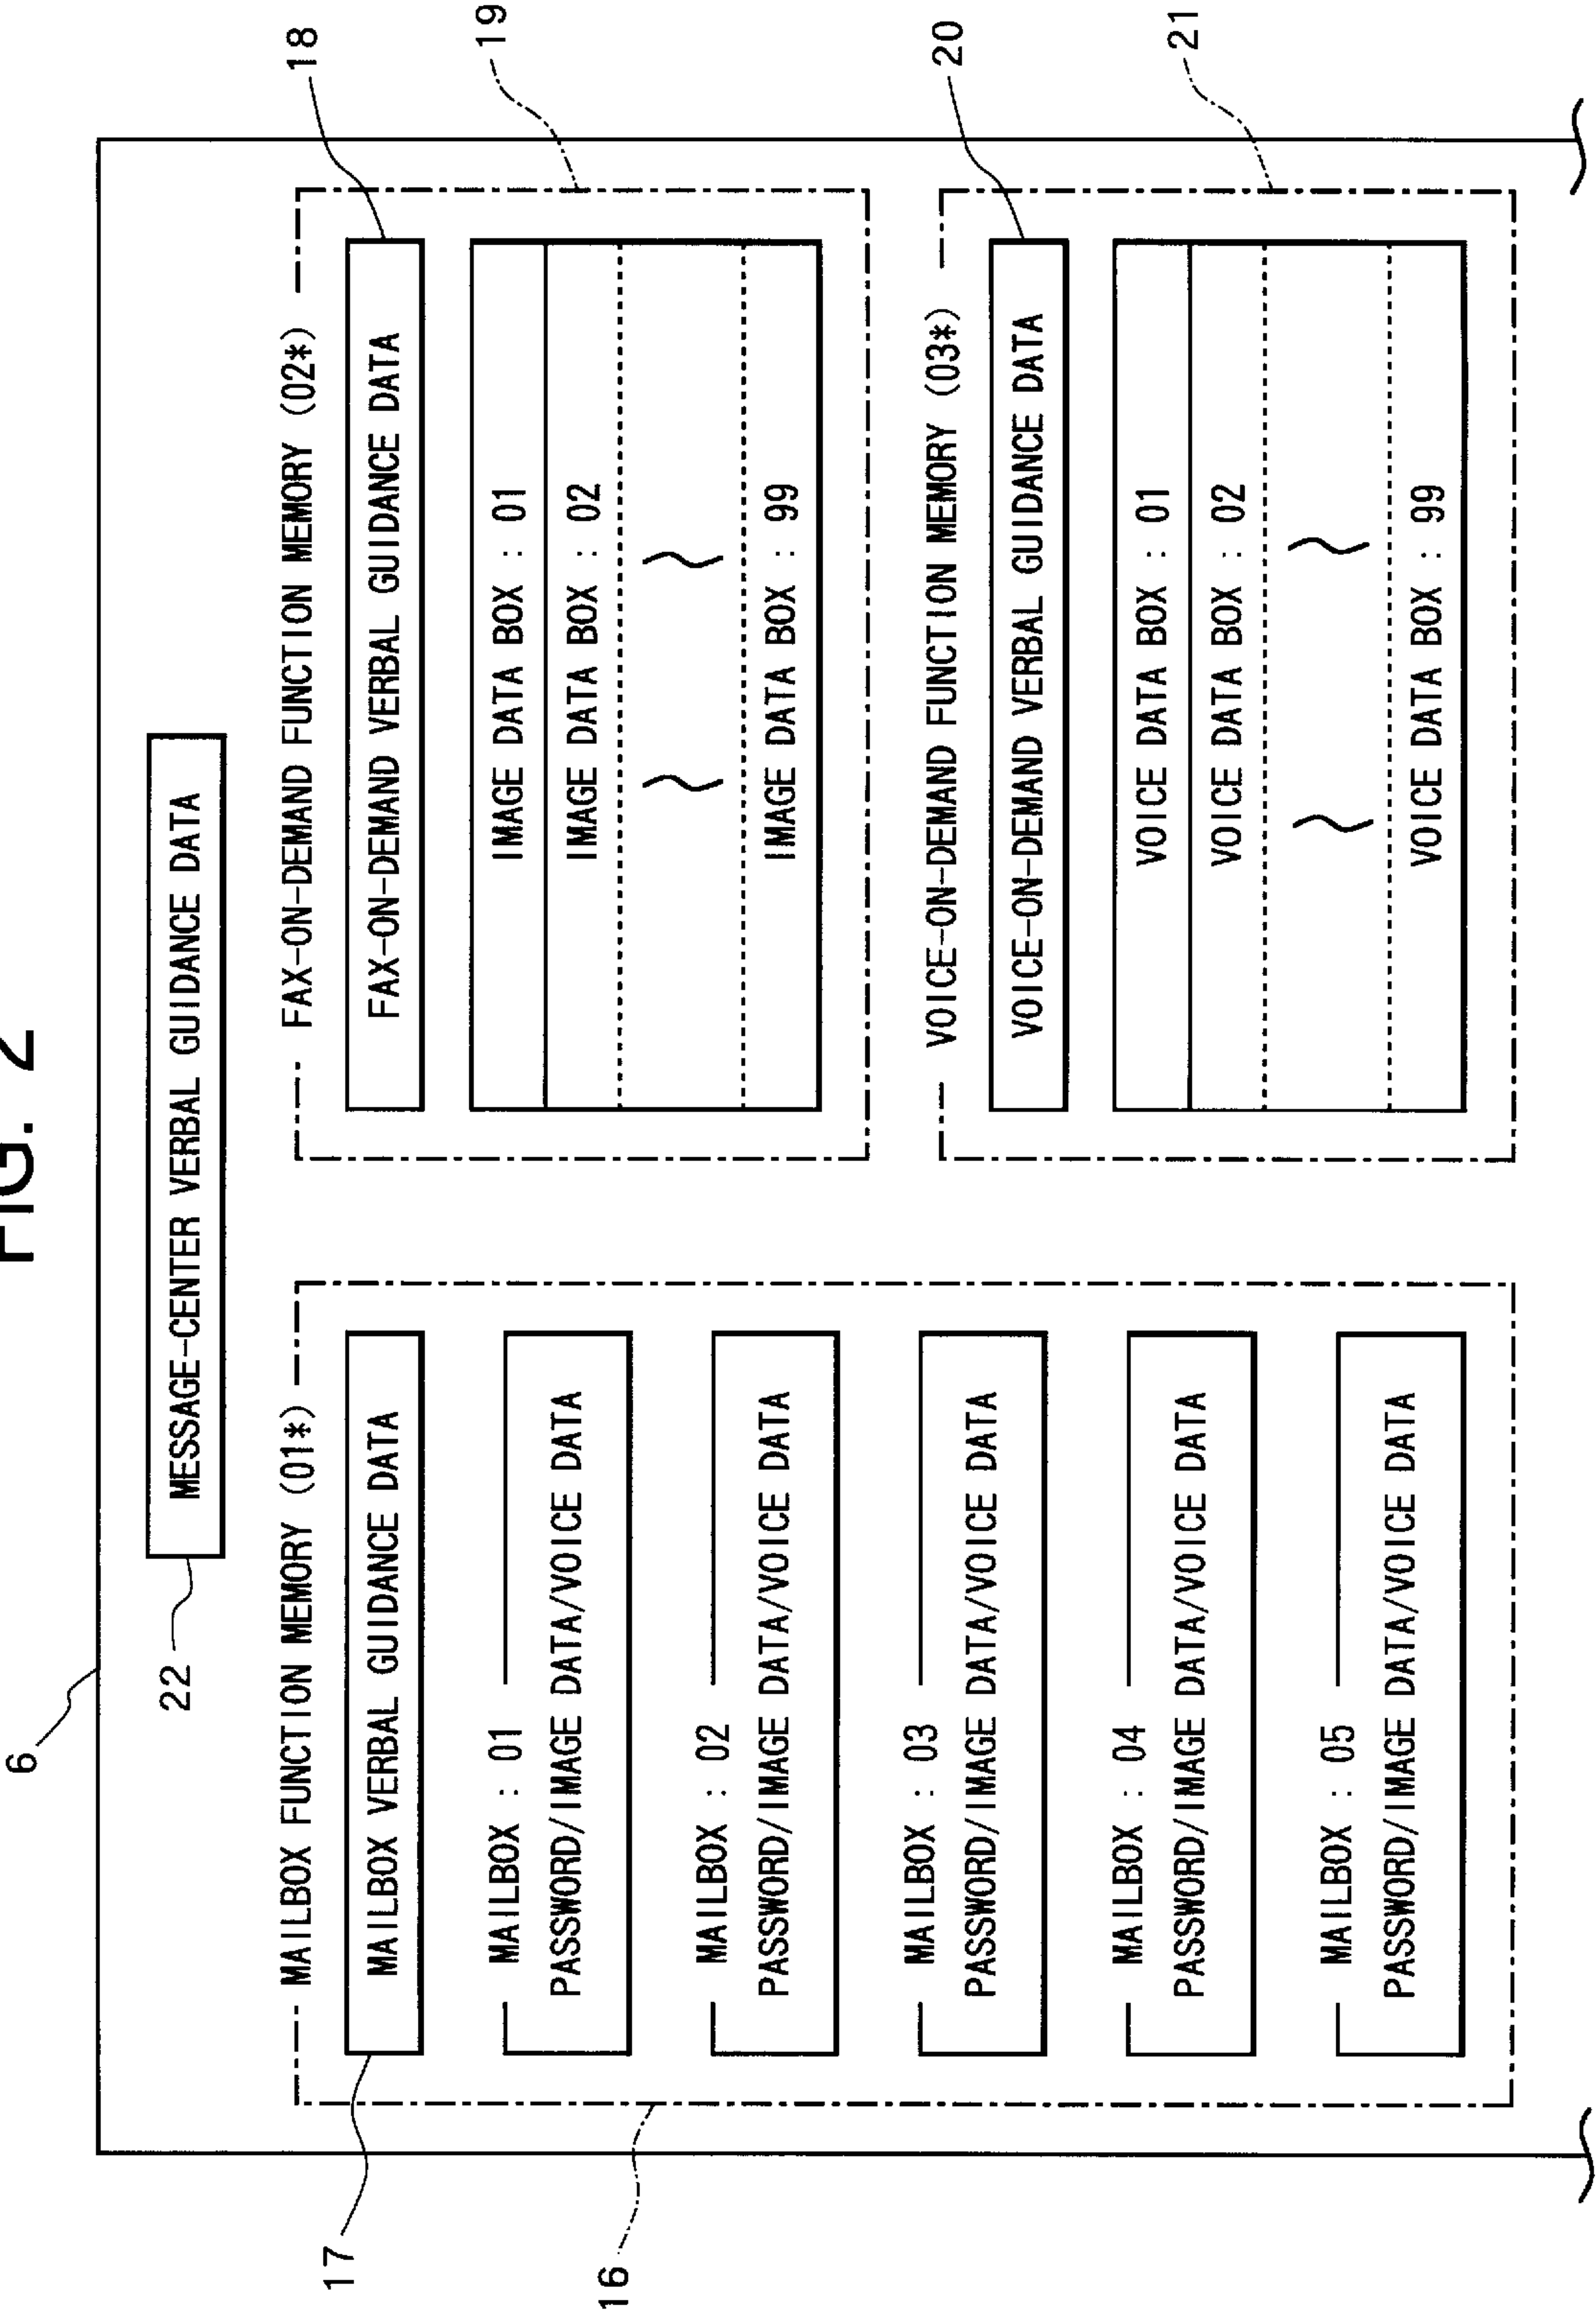 FIG. 2
6
22
MESSAGE-CENTER VERBAL GUIDANCE DATA
MAILBOX FUNCTION MEMORY (01*)
17
MAILBOX VERBAL GUIDANCE DATA
MAILBOX : 01
PASSWORD/IMAGE DATA/VOICE DATA
MAILBOX : 02
PASSWORD/IMAGE DATA/VOICE DATA
MAILBOX : 03
PASSWORD/IMAGE DATA/VOICE DATA
MAILBOX : 04
PASSWORD/IMAGE DATA/VOICE DATA
MAILBOX : 05
PASSWORD/IMAGE DATA/VOICE DATA
16
FAX-ON-DEMAND FUNCTION MEMORY (02*)
18
FAX-ON-DEMAND VERBAL GUIDANCE DATA
19
IMAGE DATA BOX : 01
IMAGE DATA BOX : 02
IMAGE DATA BOX : 99
VOICE-ON-DEMAND FUNCTION MEMORY (03*)
20
VOICE-ON-DEMAND VERBAL GUIDANCE DATA
21
VOICE DATA BOX : 01
VOICE DATA BOX : 02
VOICE DATA BOX : 99